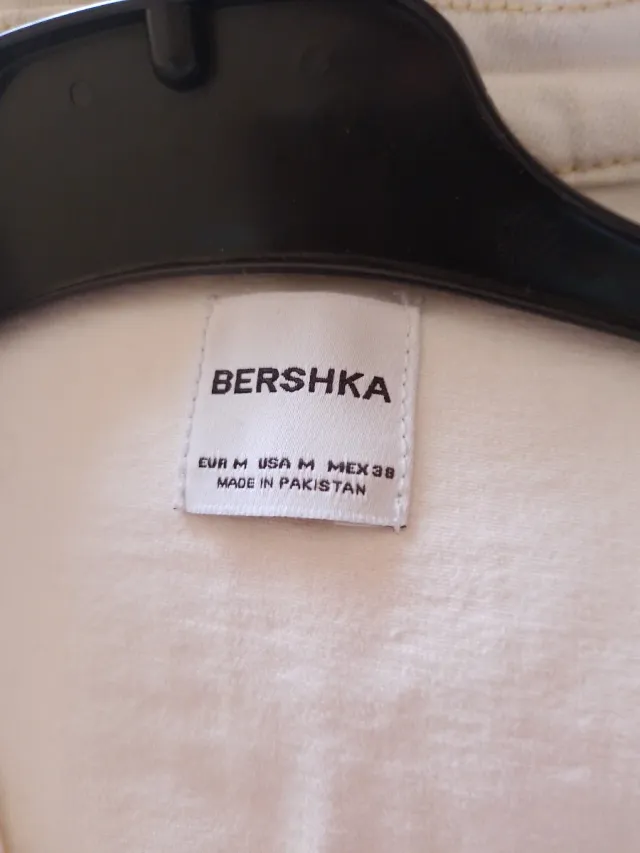 BERSHKA
EUR M USA M MEX 38
MADE IN PAKISTAN